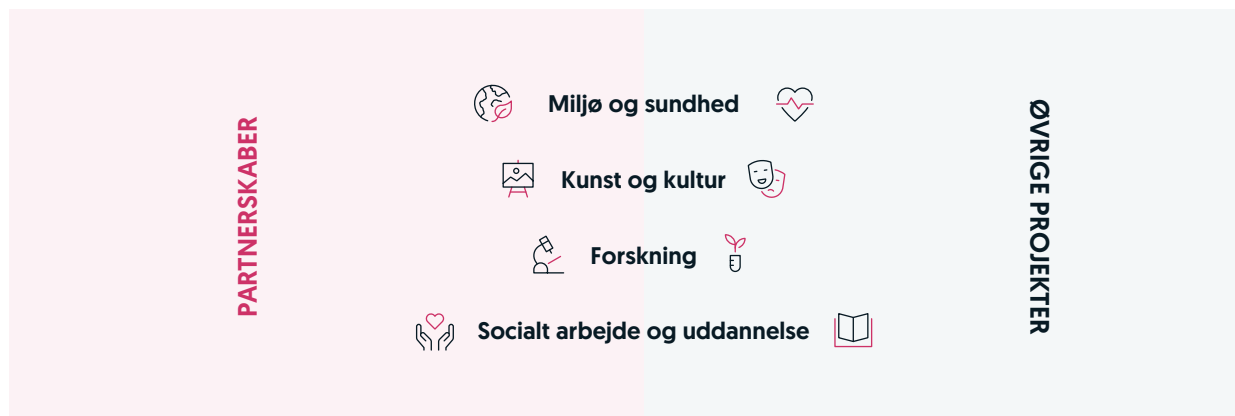 PARTNERSKABER
Miljø og sundhed
Kunst og kultur
Forskning
Socialt arbejde og uddannelse
ØVRIGE PROJEKTER